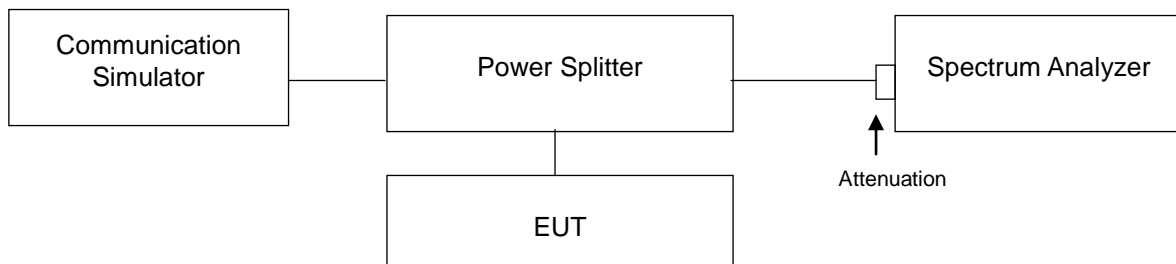 Communication
Simulator
Power Splitter
Spectrum Analyzer
Attenuation
EUT